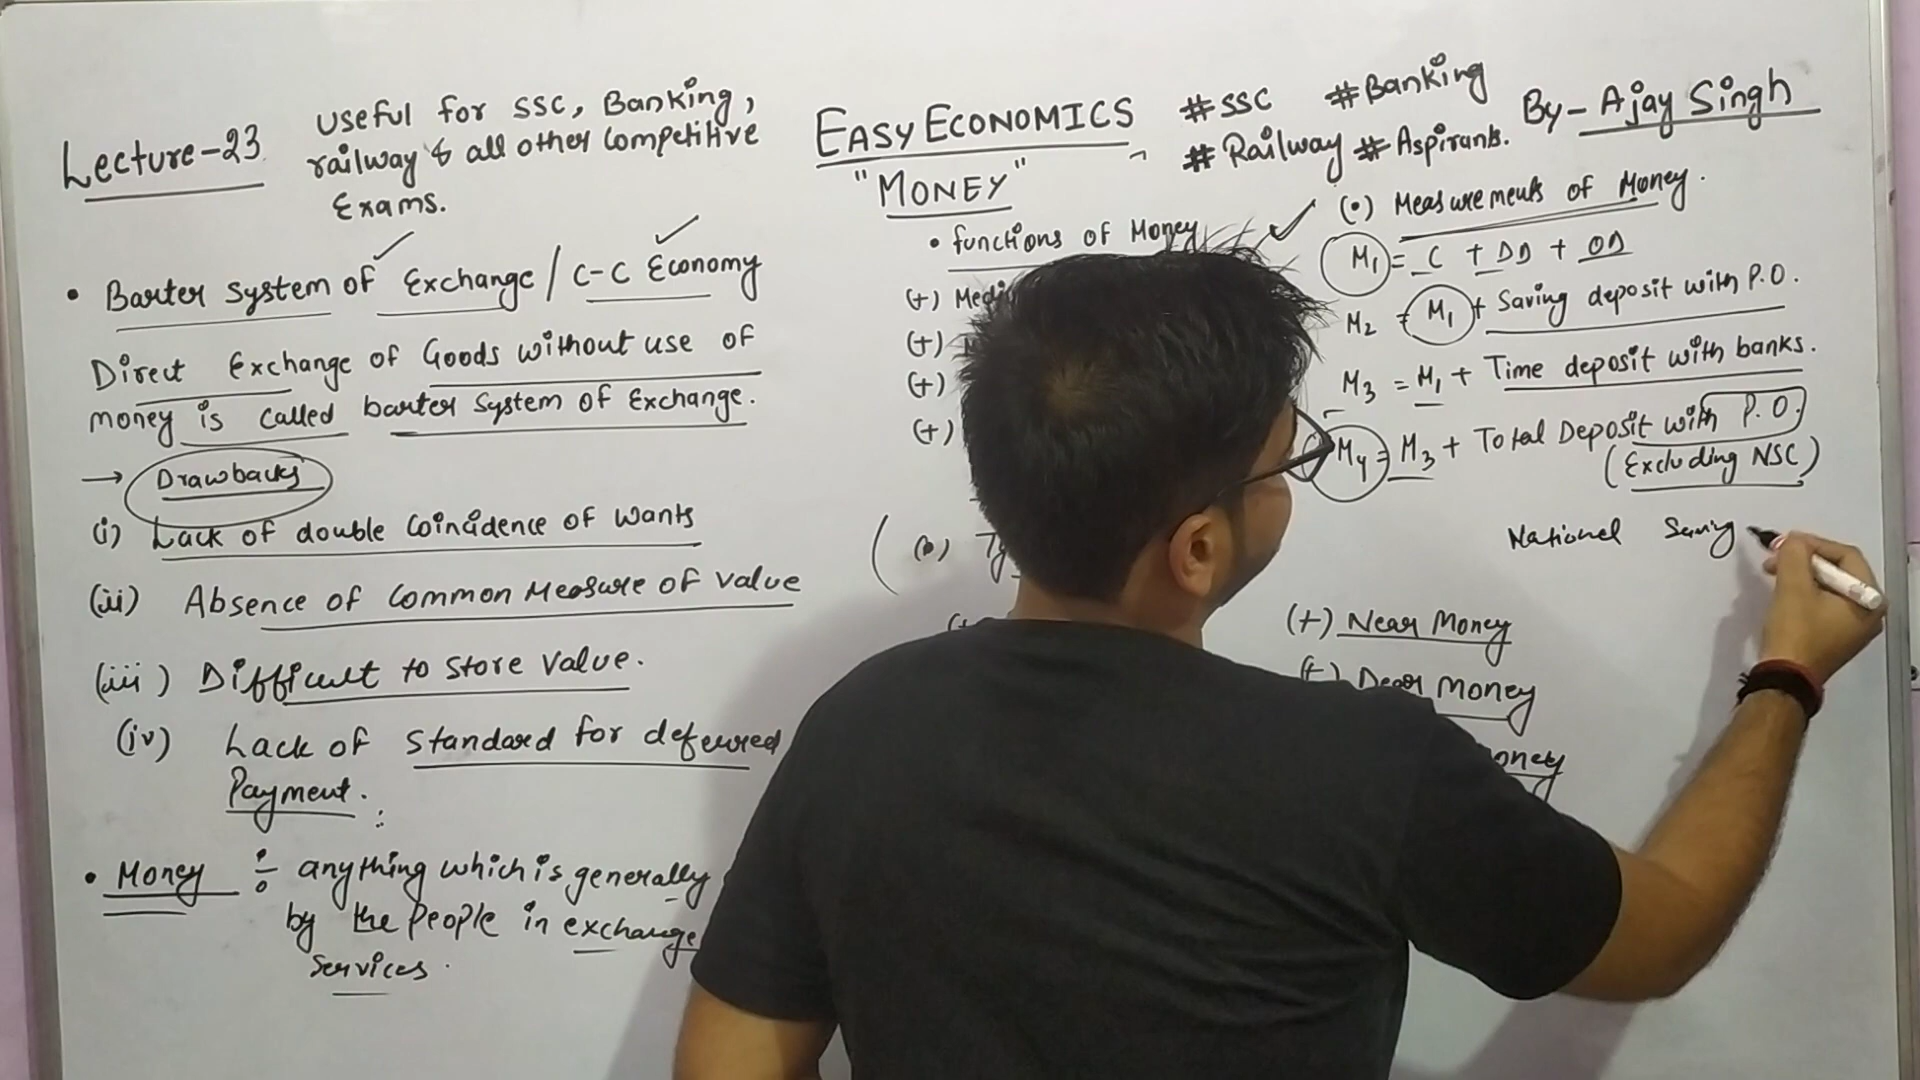 Lecture-23
Useful for SSC, Banking,
railway & all other Competitive
Exams.
EASY ECONOMICS
"MONEY"
#SSC #Banking
#Railway #Aspirants.
By- Ajay Singh
• Barter System of Exchange / C-C Economy
Direct Exchange of Goods without use of
money is called barter System of Exchange.
→ Drawbacks
(i) Lack of double Coincidence of wants
(ii) Absence of Common Measure of value
(iii) Difficult to Store Value.
(iv) Lack of Standard for deferred
Payment.
• Money ÷ anything which is generally
by the People in exchange
Services.
• functions of Money
(+)
(+)
(+)
(+)
(•)
(•) Measurements of Money.
M1 = C + DD + OD
M2 = M1 + Saving deposit with P.O.
M3 = M1 + Time deposit with banks.
M4 = M3 + Total Deposit with P.O.
(Excluding NSC)
National Saving
(+) Near Money
(+) Dear Money